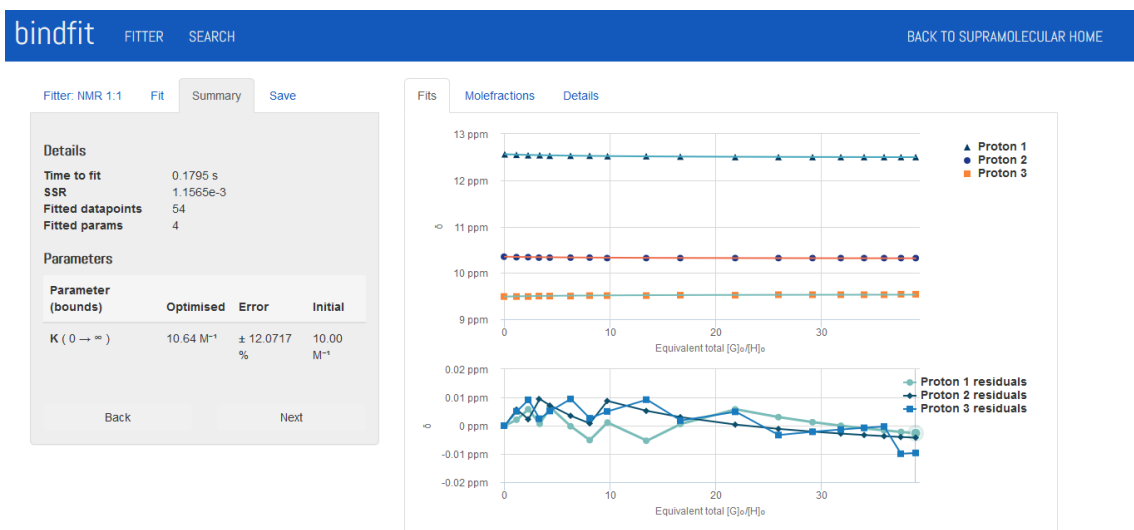 bindfit FITTER SEARCH BACK TO SUPRAMOLECULAR HOME
Fitter: NMR 1:1 Fit Summary Save
Details
Time to fit 0.1795 s
SSR 1.1565e-3
Fitted datapoints 54
Fitted params 4
Parameters
Parameter (bounds) Optimised Error Initial
K ( 0 → ∞ ) 10.64 M⁻¹ ± 12.0717 % 10.00 M⁻¹
Back Next
Fits Molefractions Details
13 ppm
12 ppm
11 ppm
10 ppm
9 ppm
δ
0 10 20 30
Equivalent total [G]₀/[H]₀
Proton 1
Proton 2
Proton 3
0.02 ppm
0.01 ppm
0 ppm
-0.01 ppm
-0.02 ppm
δ
0 10 20 30
Equivalent total [G]₀/[H]₀
Proton 1 residuals
Proton 2 residuals
Proton 3 residuals